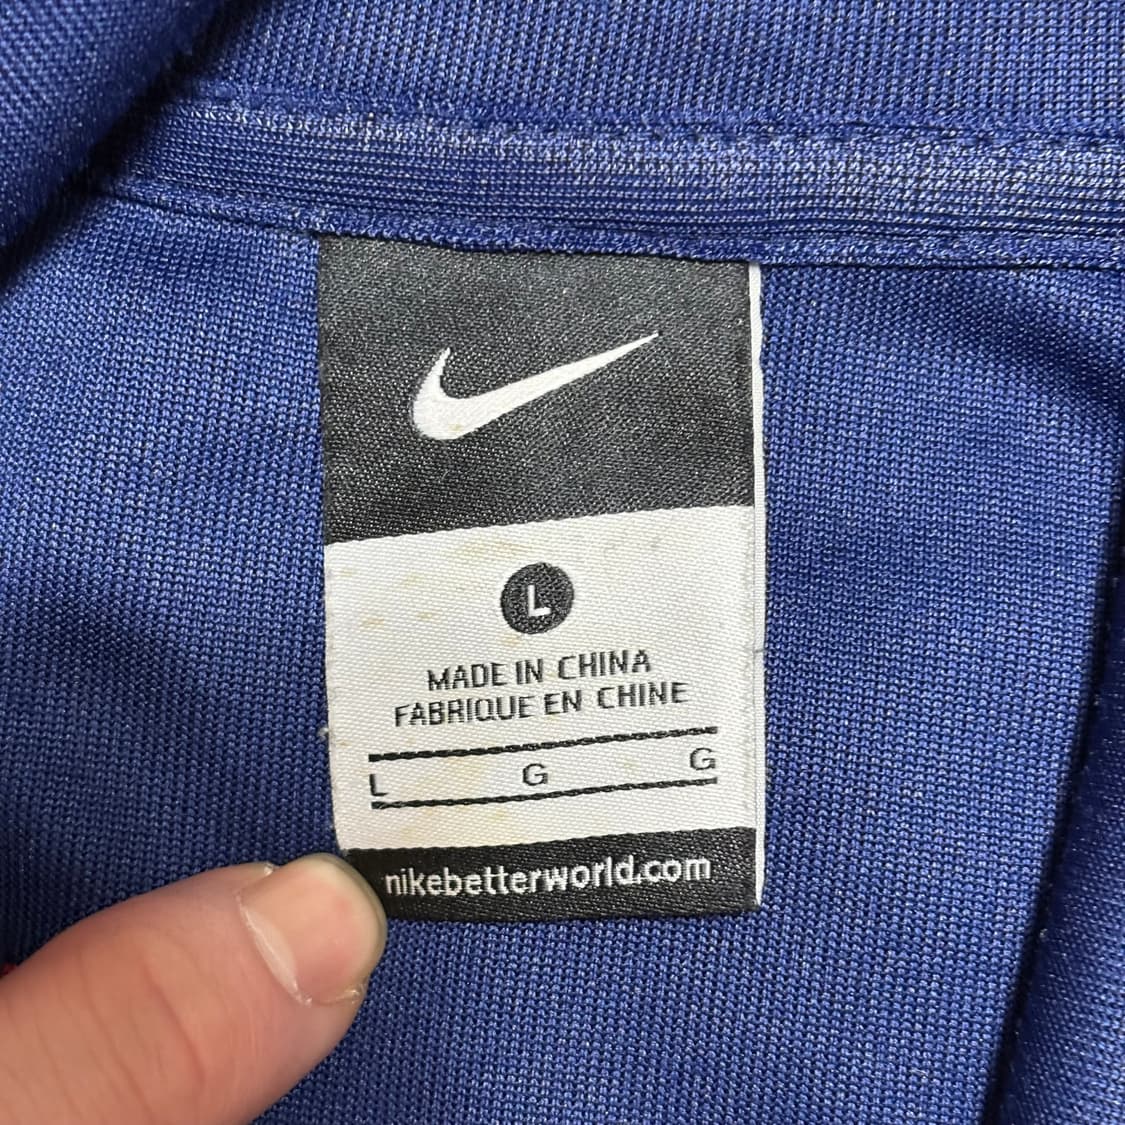 L
MADE IN CHINA
FABRIQUE EN CHINE
L G G
nikebetterworld.com